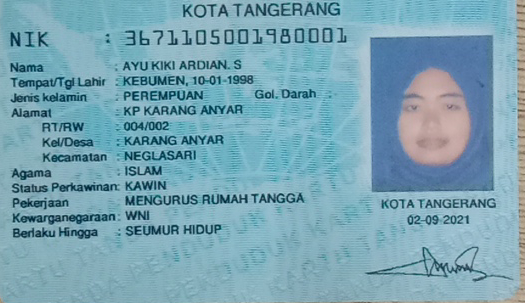 KOTA TANGERANG
NIK : 3671105001980001
Nama : AYU KIKI ARDIAN. S
Tempat/Tgl Lahir : KEBUMEN, 10-01-1998
Jenis kelamin : PEREMPUAN Gol. Darah :
Alamat : KP KARANG ANYAR
RT/RW : 004/002
Kel/Desa : KARANG ANYAR
Kecamatan : NEGLASARI
Agama : ISLAM
Status Perkawinan: KAWIN
Pekerjaan : MENGURUS RUMAH TANGGA
Kewarganegaraan: WNI
Berlaku Hingga : SEUMUR HIDUP
KOTA TANGERANG
02-09-2021